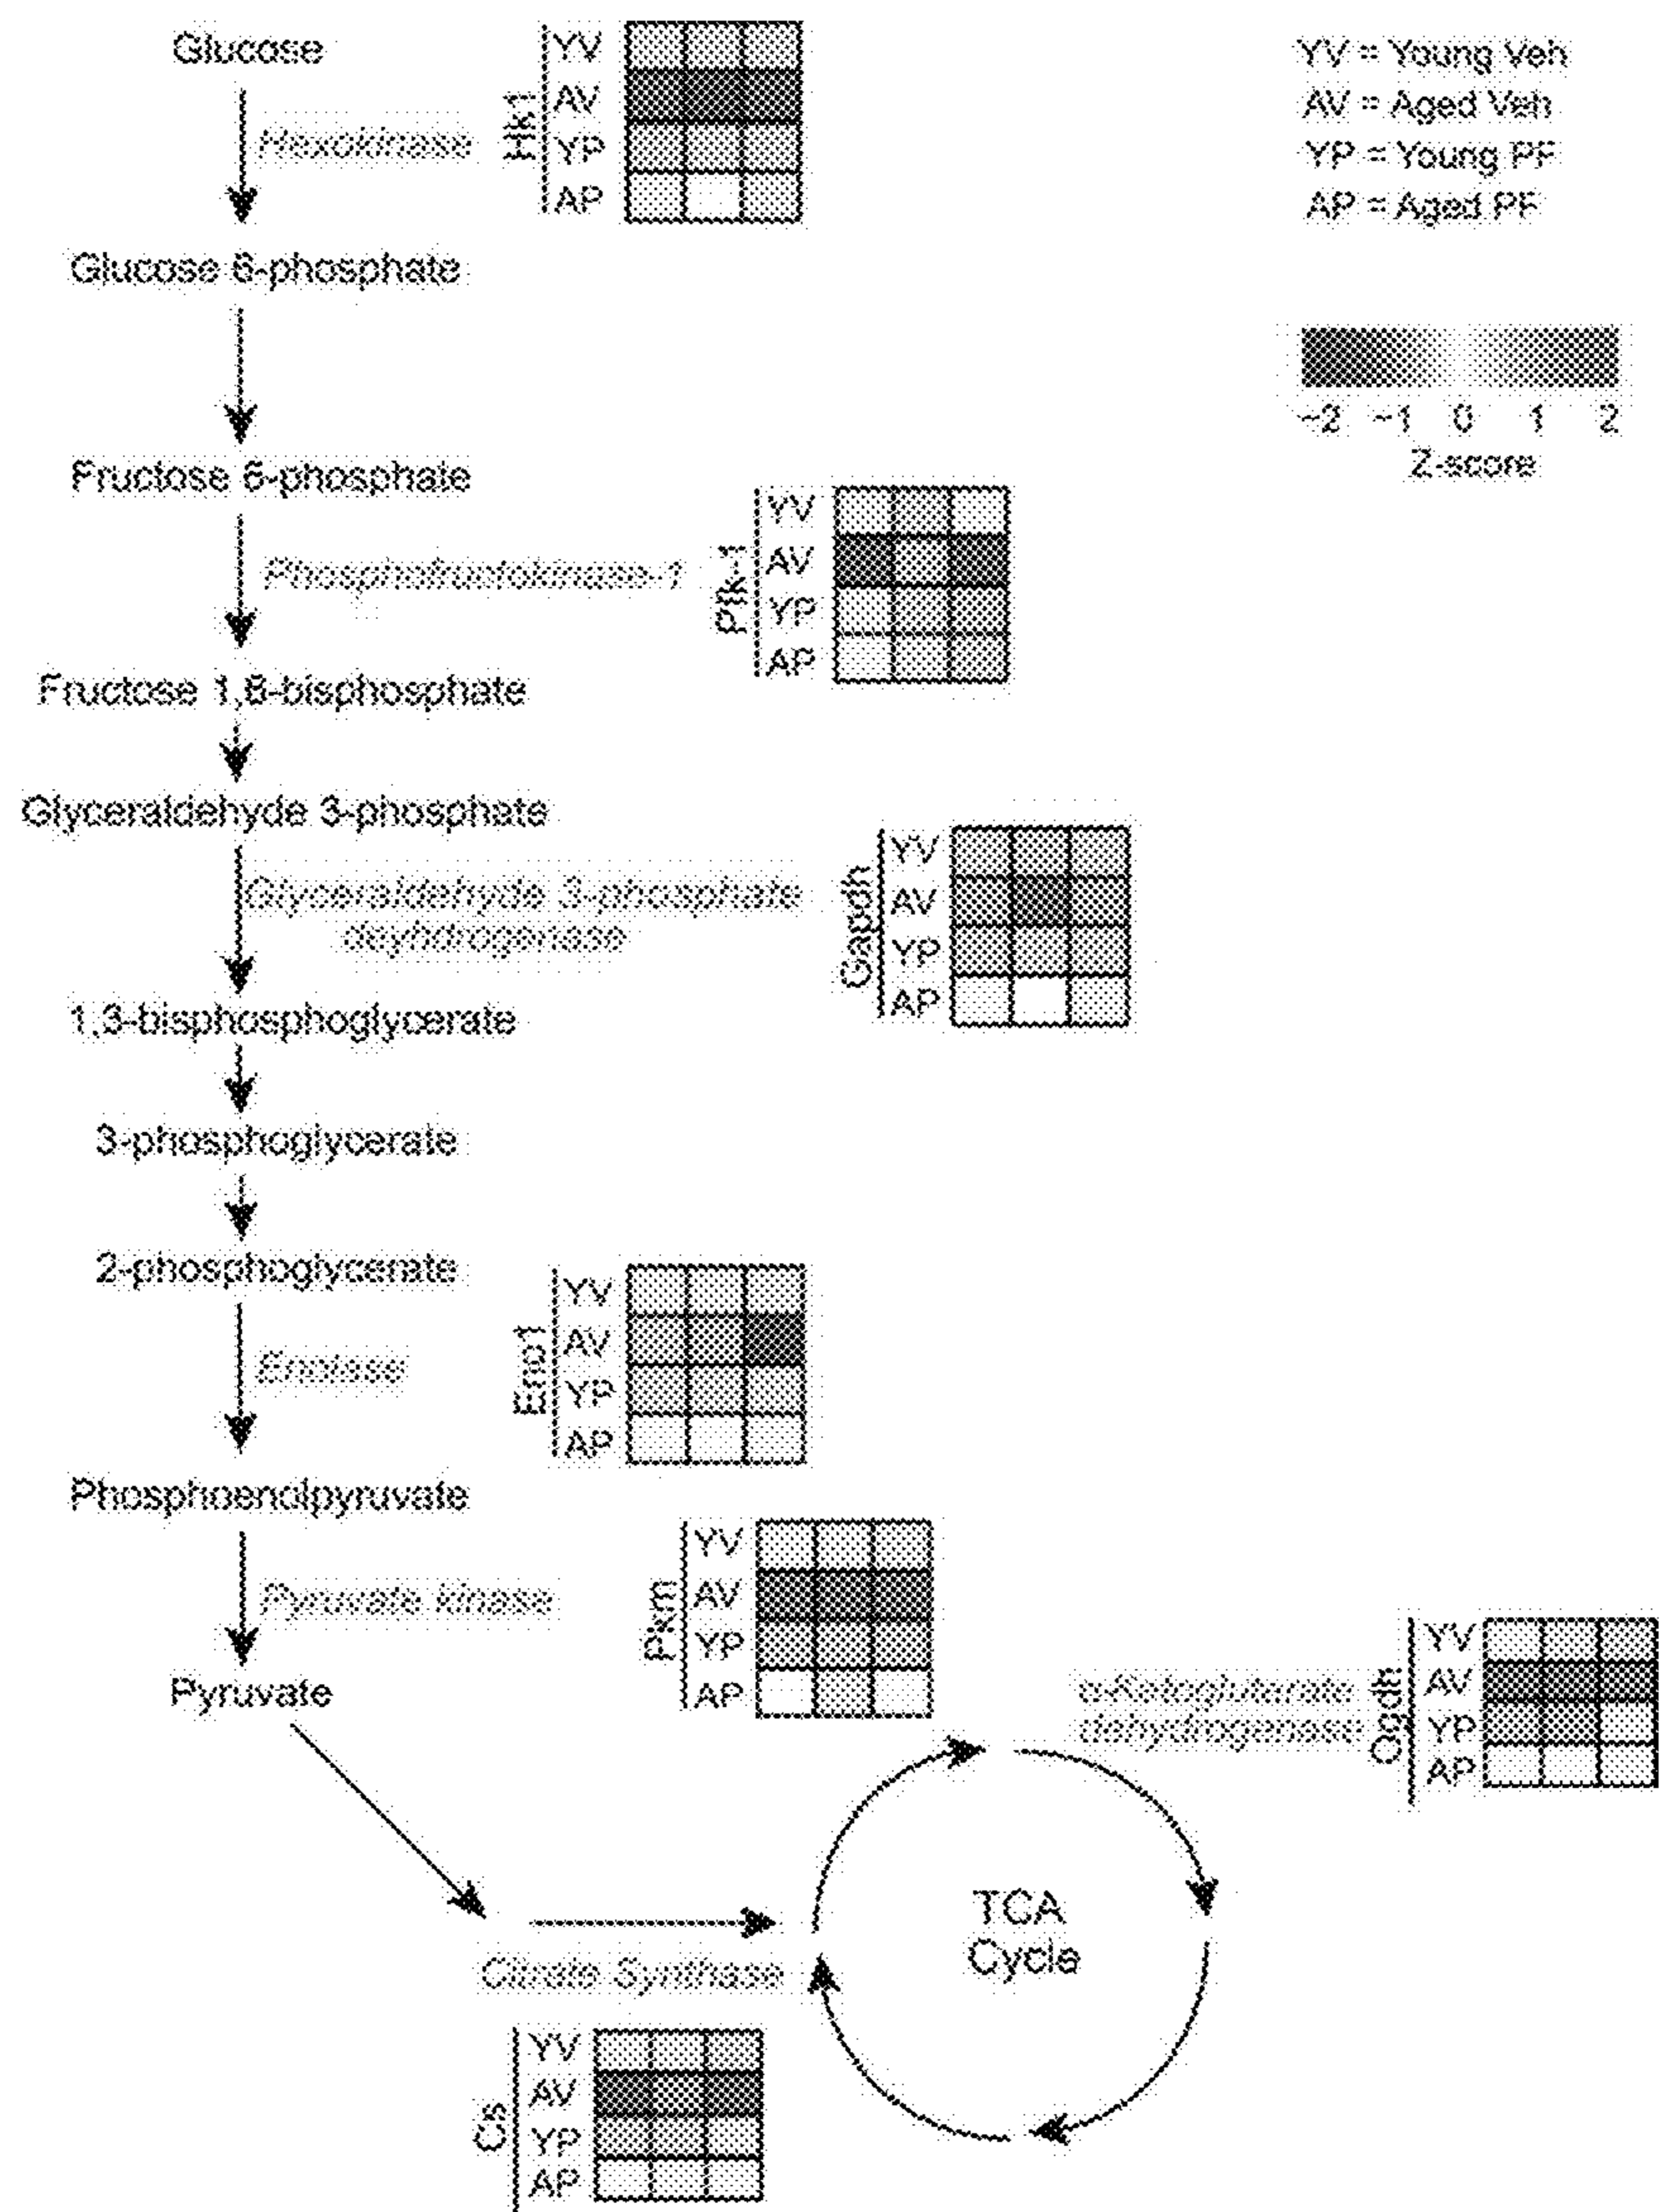 Glucose
Hexokinase
Hk1
YV
AV
YP
AP
YV = Young Veh
AV = Aged Veh
YP = Young PF
AP = Aged PF
Glucose 6-phosphate
-2 -1 0 1 2
Z-score
Fructose 6-phosphate
Phosphofructokinase-1
Pfk-1
YV
AV
YP
AP
Fructose 1,6-bisphosphate
Glyceraldehyde 3-phosphate
Glyceraldehyde 3-phosphate
deyhdrogenase
Gapdh
YV
AV
YP
AP
1,3-bisphosphoglycerate
3-phosphoglycerate
2-phosphoglycerate
Enolase
Eno1
YV
AV
YP
AP
Phosphoenolpyruvate
Pyruvate kinase
Pkm
YV
AV
YP
AP
Pyruvate
α-Ketoglutarate
dehydrogenase
Ogdh
YV
AV
YP
AP
TCA
Cycle
Citrate Synthase
Cs
YV
AV
YP
AP